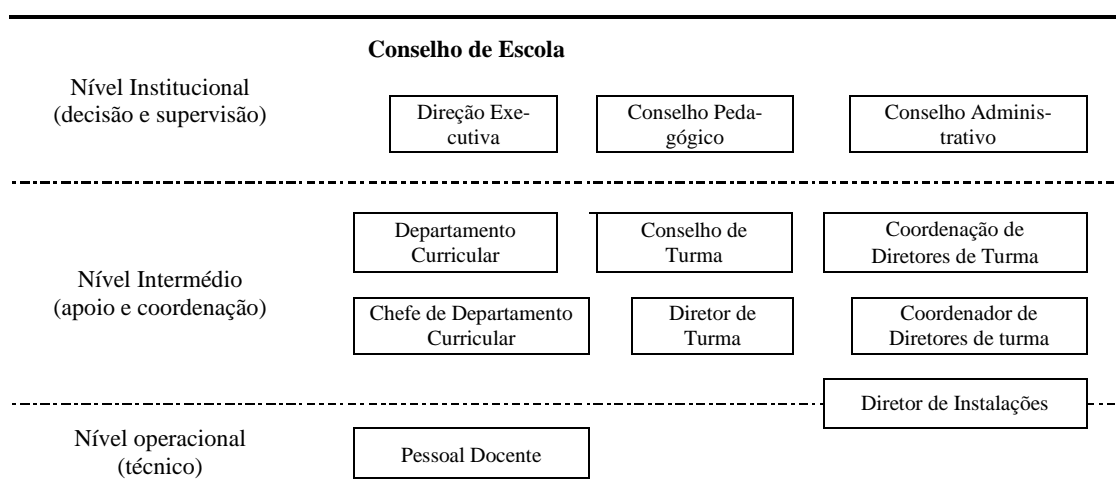 Conselho de Escola
Nível Institucional
(decisão e supervisão)
Direção Exe-
cutiva
Conselho Peda-
gógico
Conselho Adminis-
trativo
Nível Intermédio
(apoio e coordenação)
Departamento
Curricular
Conselho de
Turma
Coordenação de
Diretores de Turma
Chefe de Departamento
Curricular
Diretor de
Turma
Coordenador de
Diretores de turma
Diretor de Instalações
Nível operacional
(técnico)
Pessoal Docente